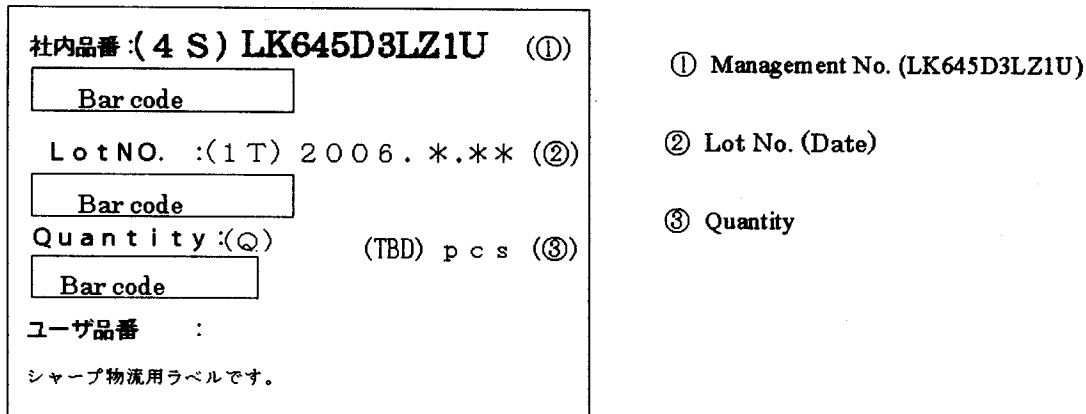 社内品番:(4S) LK645D3LZ1U (①)
Bar code
LotNO. :(1T) 2006.*.** (②)
Bar code
Quantity:(Q) (TBD) pcs (③)
Bar code
ユーザ品番 :
シャープ物流用ラベルです。
① Management No. (LK645D3LZ1U)
② Lot No. (Date)
③ Quantity